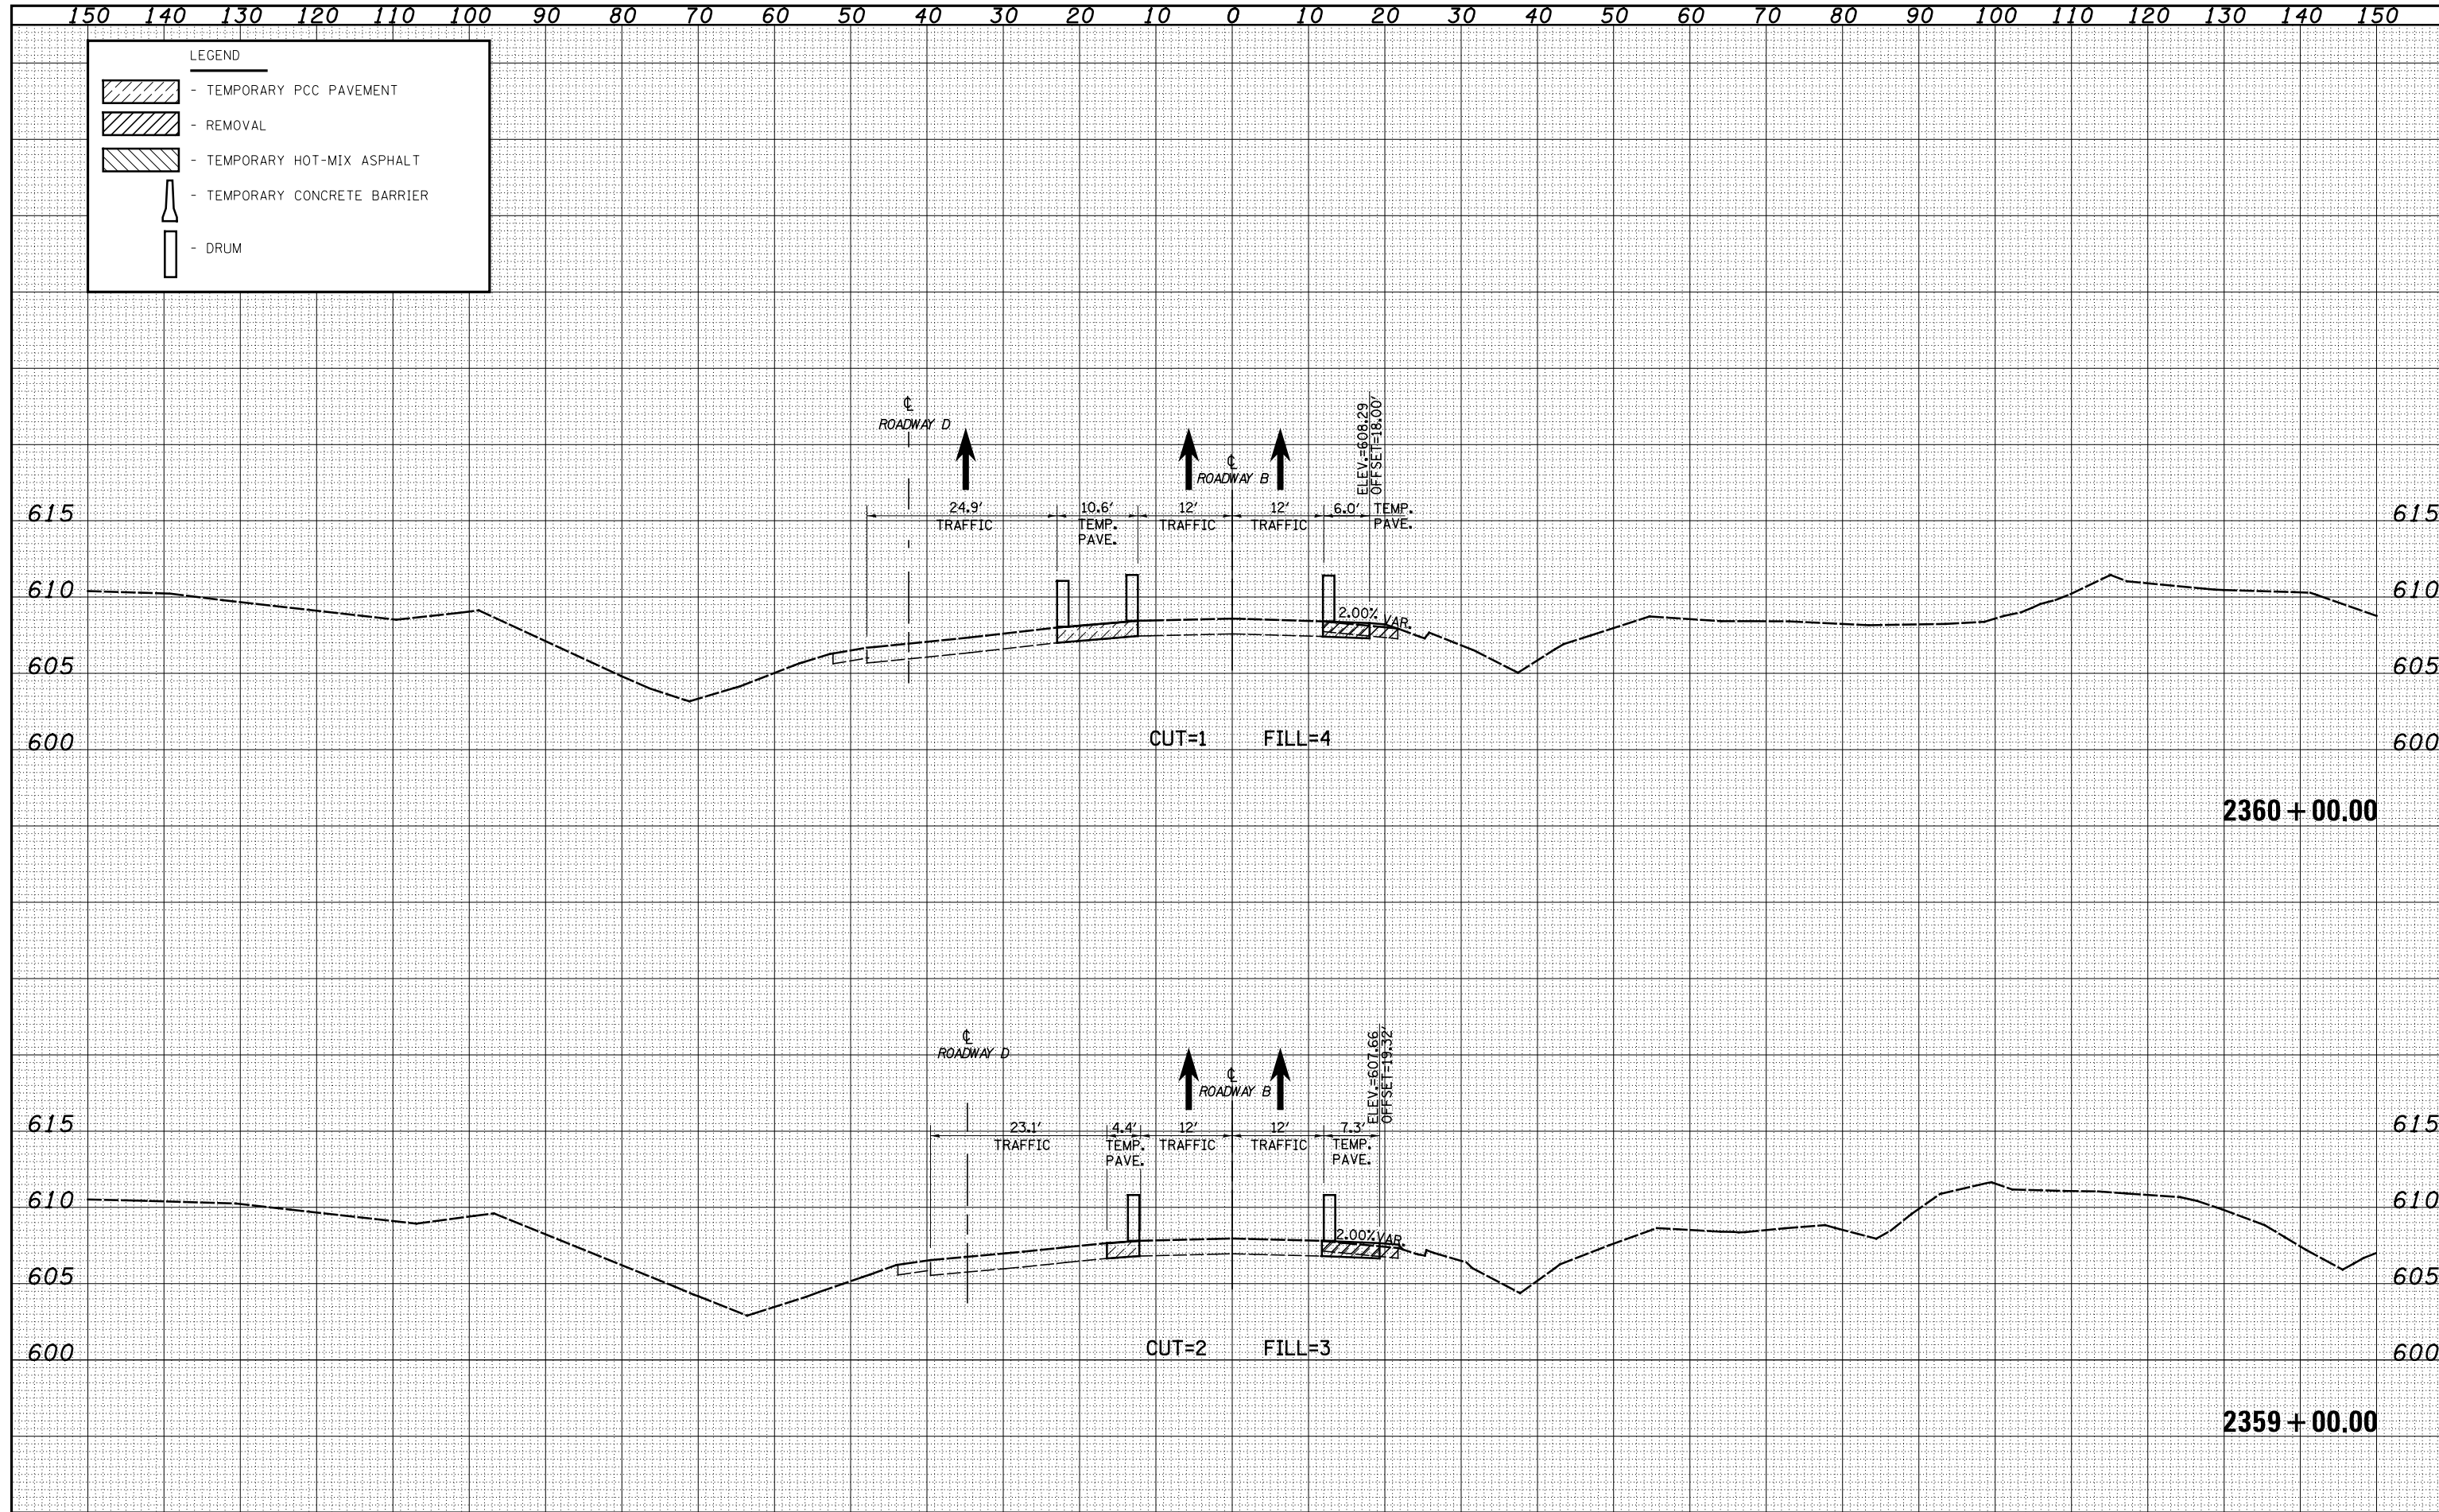 150 140 130 120 110 100 90 80 70 60 50 40 30 20 10 0 10 20 30 40 50 60 70 80 90 100 110 120 130 140 150
LEGEND
- TEMPORARY PCC PAVEMENT
- REMOVAL
- TEMPORARY HOT-MIX ASPHALT
- TEMPORARY CONCRETE BARRIER
- DRUM
℄
ROADWAY D
℄
ROADWAY B
ELEV.=608.29
OFFSET=18.00'
24.9' 10.6' 12' 12' 6.0' TEMP.
TRAFFIC TEMP. TRAFFIC TRAFFIC PAVE.
PAVE.
615 615
610 610
2.00% VAR.
605 605
600 600
CUT=1 FILL=4
2360+00.00
℄
ROADWAY D
℄
ROADWAY B
ELEV.=607.66
OFFSET=19.32'
23.1' 4.4' 12' 12' 7.3'
TRAFFIC TEMP. TRAFFIC TRAFFIC TEMP.
PAVE. PAVE.
615 615
610 610
2.00% VAR.
605 605
600 600
CUT=2 FILL=3
2359+00.00